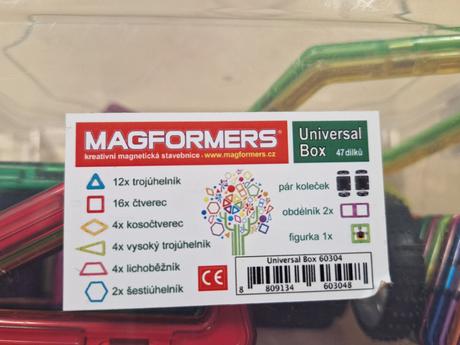 MAGFORMERS®
kreativní magnetická stavebnice - www.magformers.cz
Universal
Box 47 dílků
12x trojúhelník
16x čtverec
4x kosočtverec
4x vysoký trojúhelník
4x lichoběžník
2x šestiúhelník
pár koleček
obdélník 2x
figurka 1x
CE
Universal Box 60304
8 809134 603048